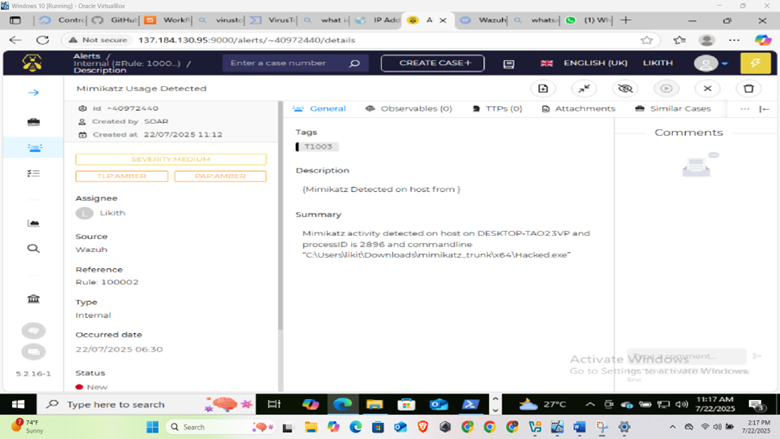 Windows 10 [Running] - Oracle VirtualBox
Contro
GitHub
Workfl
virusto
VirusT
what i
IP Add
A
Wazuh
whats
(1) Wh
Not secure
137.184.130.95:9000/alerts/~40972440/details
Alerts /
Internal (#Rule: 1000...) /
Description
Enter a case number
CREATE CASE+
ENGLISH (UK)
LIKITH
Mimikatz Usage Detected
Id ~40972440
Created by SOAR
Created at 22/07/2025 11:12
SEVERITY:MEDIUM
TLP:AMBER
PAP:AMBER
Assignee
L
Likith
Source
Wazuh
Reference
Rule: 100002
Type
Internal
Occurred date
22/07/2025 06:30
Status
New
5.2.16-1
General
Observables (0)
TTPs (0)
Attachments
Similar Cases
Tags
T1003
Description
{Mimikatz Detected on host from }
Summary
Mimikatz activity detected on host on DESKTOP-TAO23VP and
processID is 2896 and commandline
"C:\Users\likit\Downloads\mimikatz_trunk\x64\Hacked.exe"
Comments
Type a comment...
Activate Windows
Go to Settings to activate Windows.
Type here to search
27°C
11:17 AM
7/22/2025
74°F
Sunny
Search
2:17 PM
7/22/2025